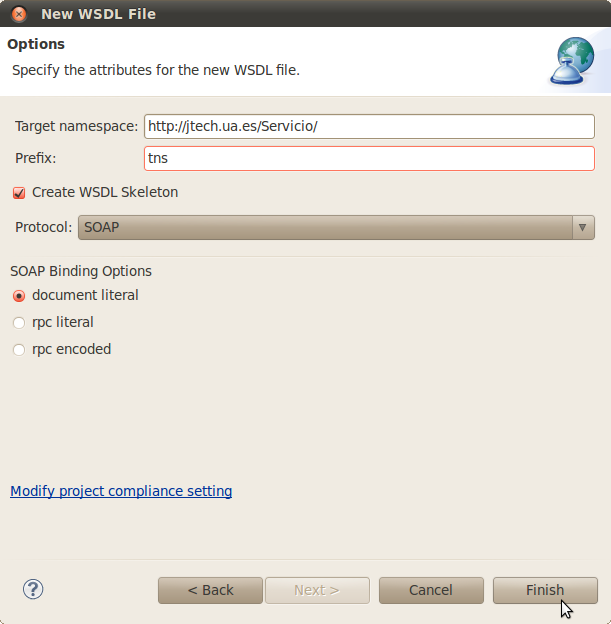 New WSDL File
Options
Specify the attributes for the new WSDL file.
Target namespace: http://jtech.ua.es/Servicio/
Prefix: tns
Create WSDL Skeleton
Protocol: SOAP
SOAP Binding Options
document literal
rpc literal
rpc encoded
Modify project compliance setting
? < Back Next > Cancel Finish